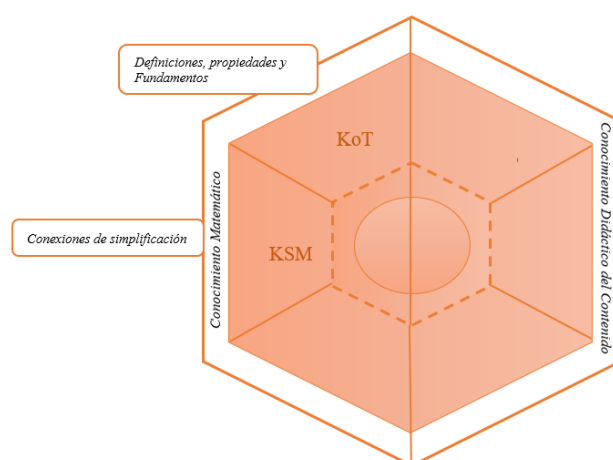 Definiciones, propiedades y
Fundamentos
KoT
Conexiones de simplificación
KSM
Conocimiento Matemático
Conocimiento Didáctico del Contenido